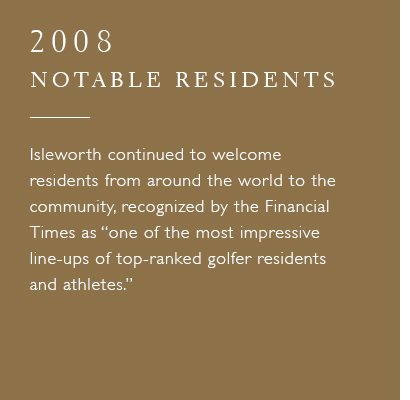 2008
NOTABLE RESIDENTS
Isleworth continued to welcome
residents from around the world to the
community, recognized by the Financial
Times as “one of the most impressive
line-ups of top-ranked golfer residents
and athletes.”